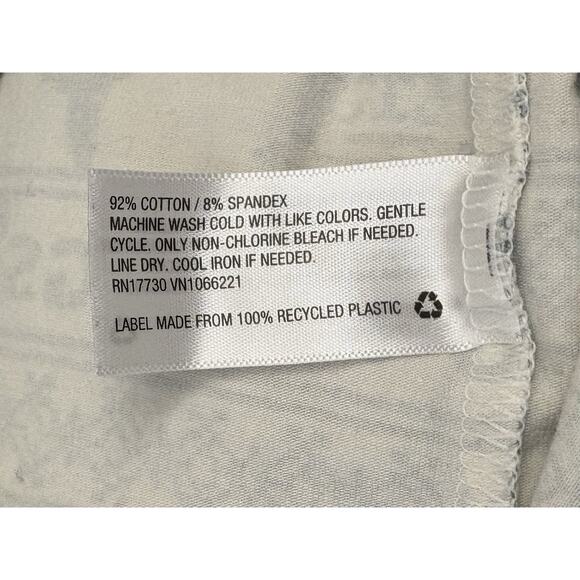 92% COTTON / 8% SPANDEX
MACHINE WASH COLD WITH LIKE COLORS. GENTLE
CYCLE. ONLY NON-CHLORINE BLEACH IF NEEDED.
LINE DRY. COOL IRON IF NEEDED.
RN17730 VN1066221
LABEL MADE FROM 100% RECYCLED PLASTIC